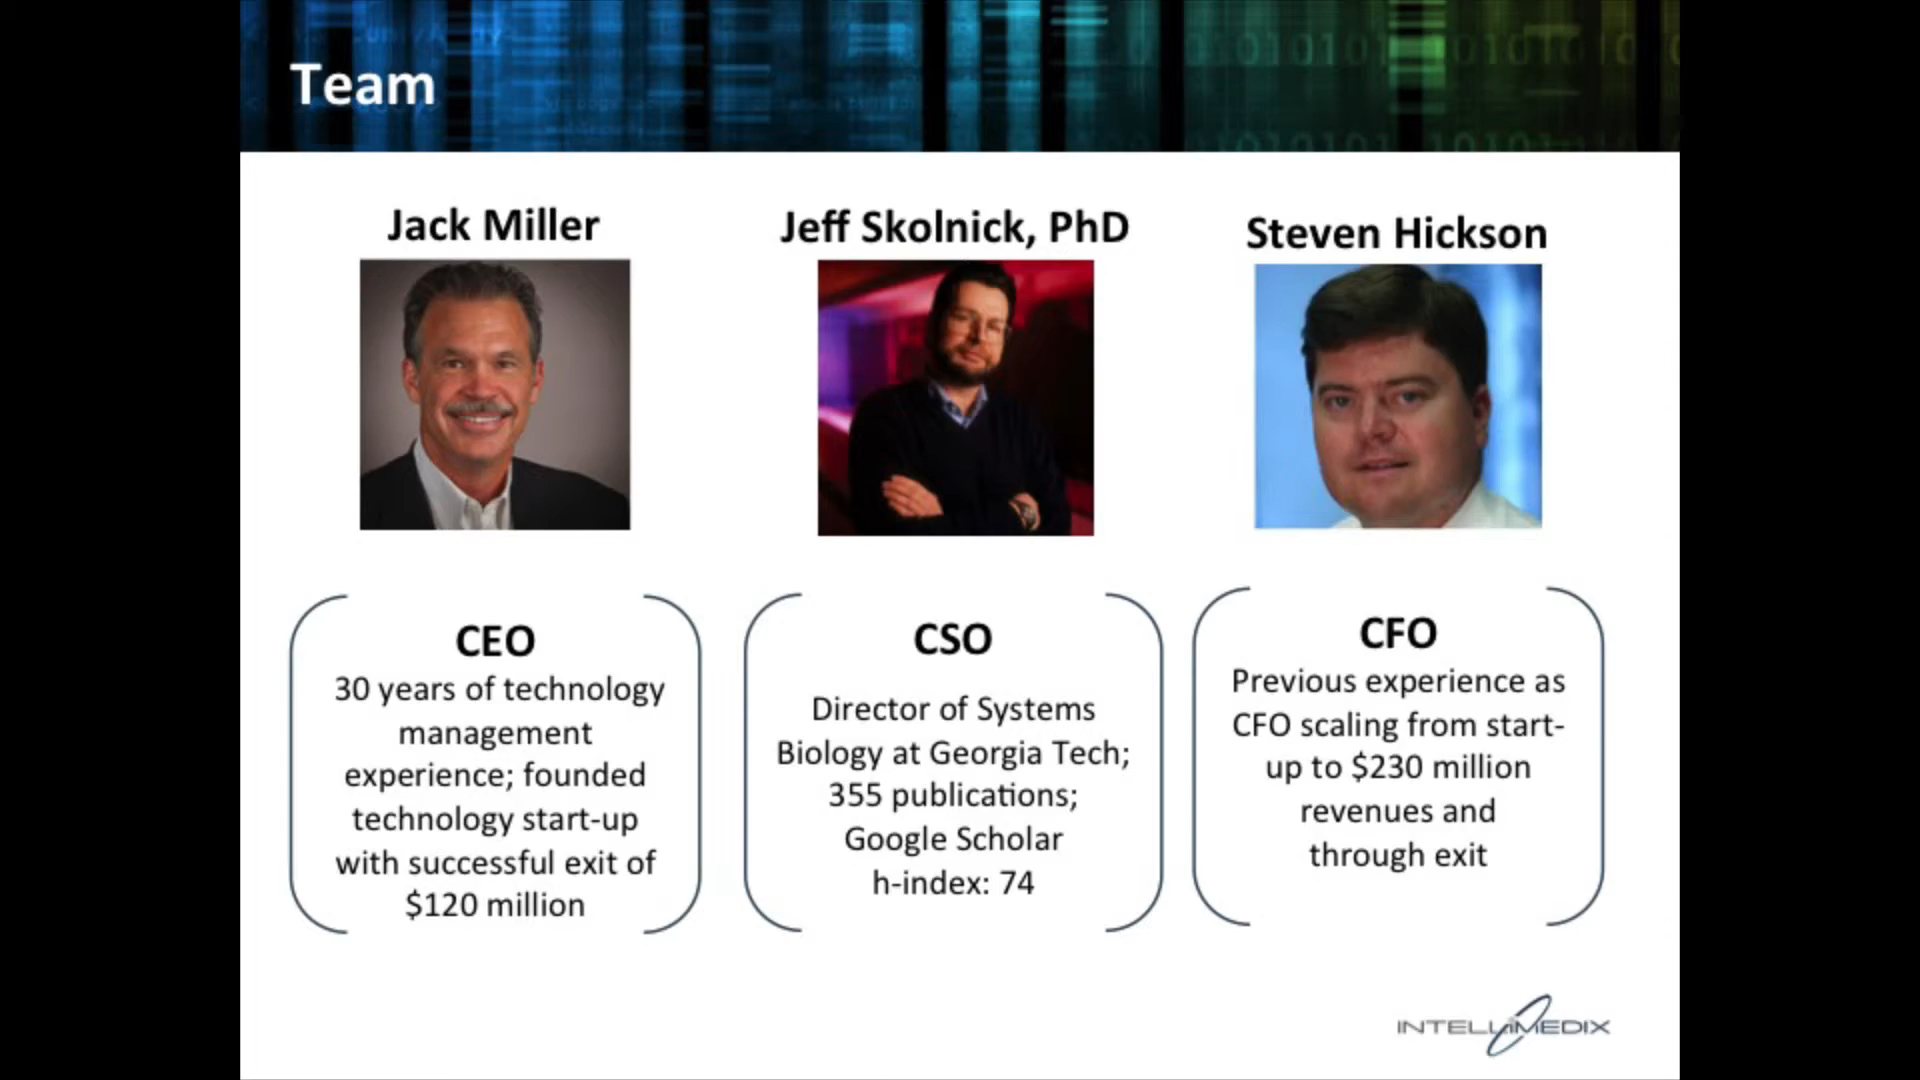 Team
Jack Miller
Jeff Skolnick, PhD
Steven Hickson
CEO
30 years of technology
management
experience; founded
technology start-up
with successful exit of
$120 million
CSO
Director of Systems
Biology at Georgia Tech;
355 publications;
Google Scholar
h-index: 74
CFO
Previous experience as
CFO scaling from start-
up to $230 million
revenues and
through exit
INTELLIMEDIX